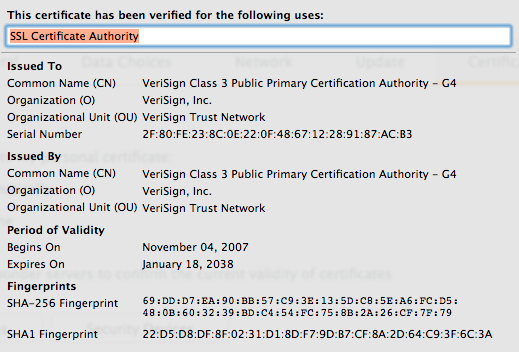 This certificate has been verified for the following uses:
SSL Certificate Authority
Data Choices Network Update
Issued To
Common Name (CN) VeriSign Class 3 Public Primary Certification Authority – G4
Organization (O) VeriSign, Inc.
Organizational Unit (OU) VeriSign Trust Network
Serial Number 2F:80:FE:23:8C:0E:22:0F:48:67:12:28:91:87:AC:B3
Issued By
Common Name (CN) VeriSign Class 3 Public Primary Certification Authority – G4
Organization (O) VeriSign, Inc.
Organizational Unit (OU) VeriSign Trust Network
Period of Validity
Begins On November 04, 2007
Expires On January 18, 2038
Fingerprints
SHA-256 Fingerprint 69:DD:D7:EA:90:BB:57:C9:3E:13:5D:C8:5E:A6:FC:D5:
48:0B:60:32:39:BD:C4:54:FC:75:8B:2A:26:CF:7F:79
SHA1 Fingerprint 22:D5:D8:DF:8F:02:31:D1:8D:F7:9D:B7:CF:8A:2D:64:C9:3F:6C:3A